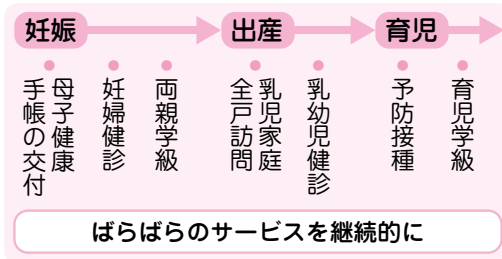 妊娠
出産
育児
母子健康
手帳の交付
妊婦健診
両親学級
乳児家庭
全戸訪問
乳幼児健診
予防接種
育児学級
ばらばらのサービスを継続的に